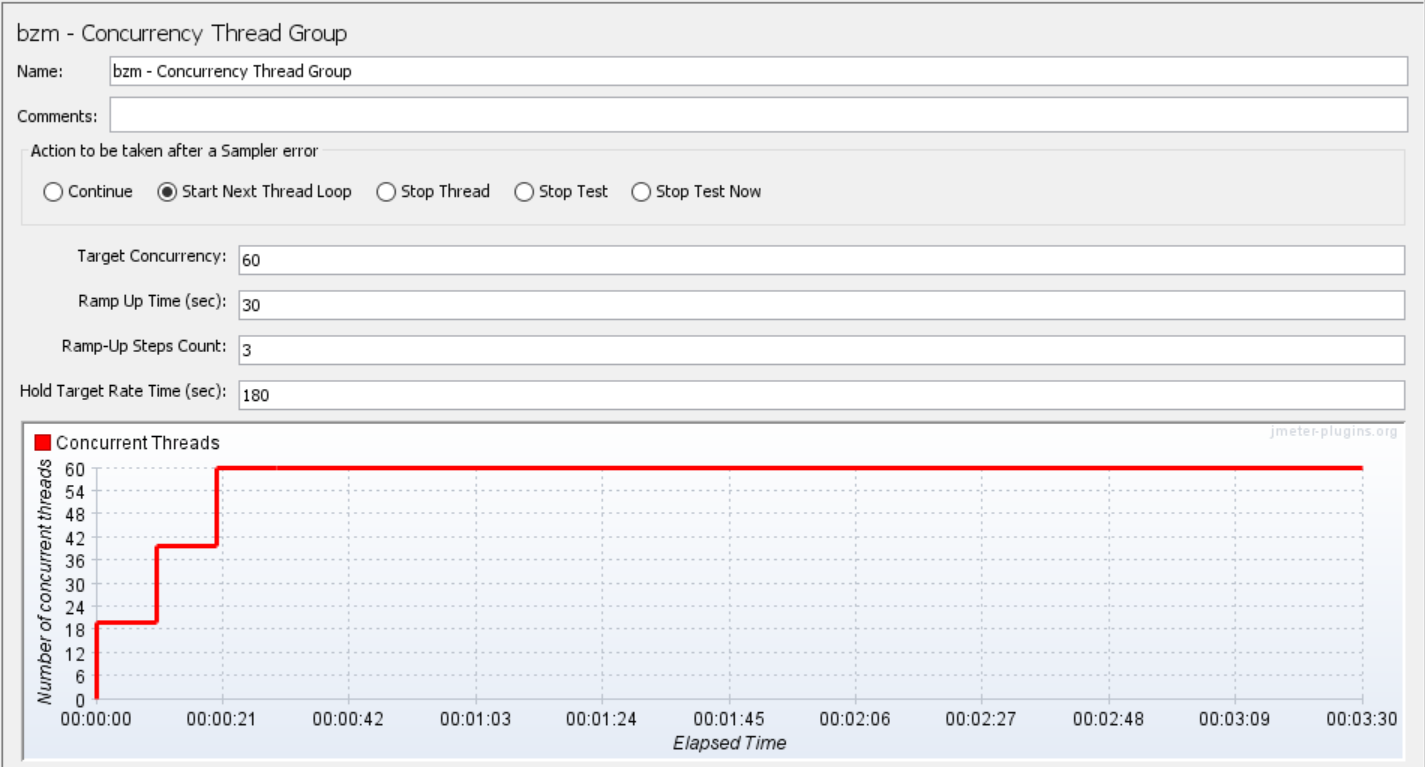 bzm - Concurrency Thread Group
Name: bzm - Concurrency Thread Group
Comments:
Action to be taken after a Sampler error
Continue Start Next Thread Loop Stop Thread Stop Test Stop Test Now
Target Concurrency: 60
Ramp Up Time (sec): 30
Ramp-Up Steps Count: 3
Hold Target Rate Time (sec): 180
jmeter-plugins.org
Concurrent Threads
Number of concurrent threads
60
54
48
42
36
30
24
18
12
6
0
00:00:00 00:00:21 00:00:42 00:01:03 00:01:24 00:01:45 00:02:06 00:02:27 00:02:48 00:03:09 00:03:30
Elapsed Time